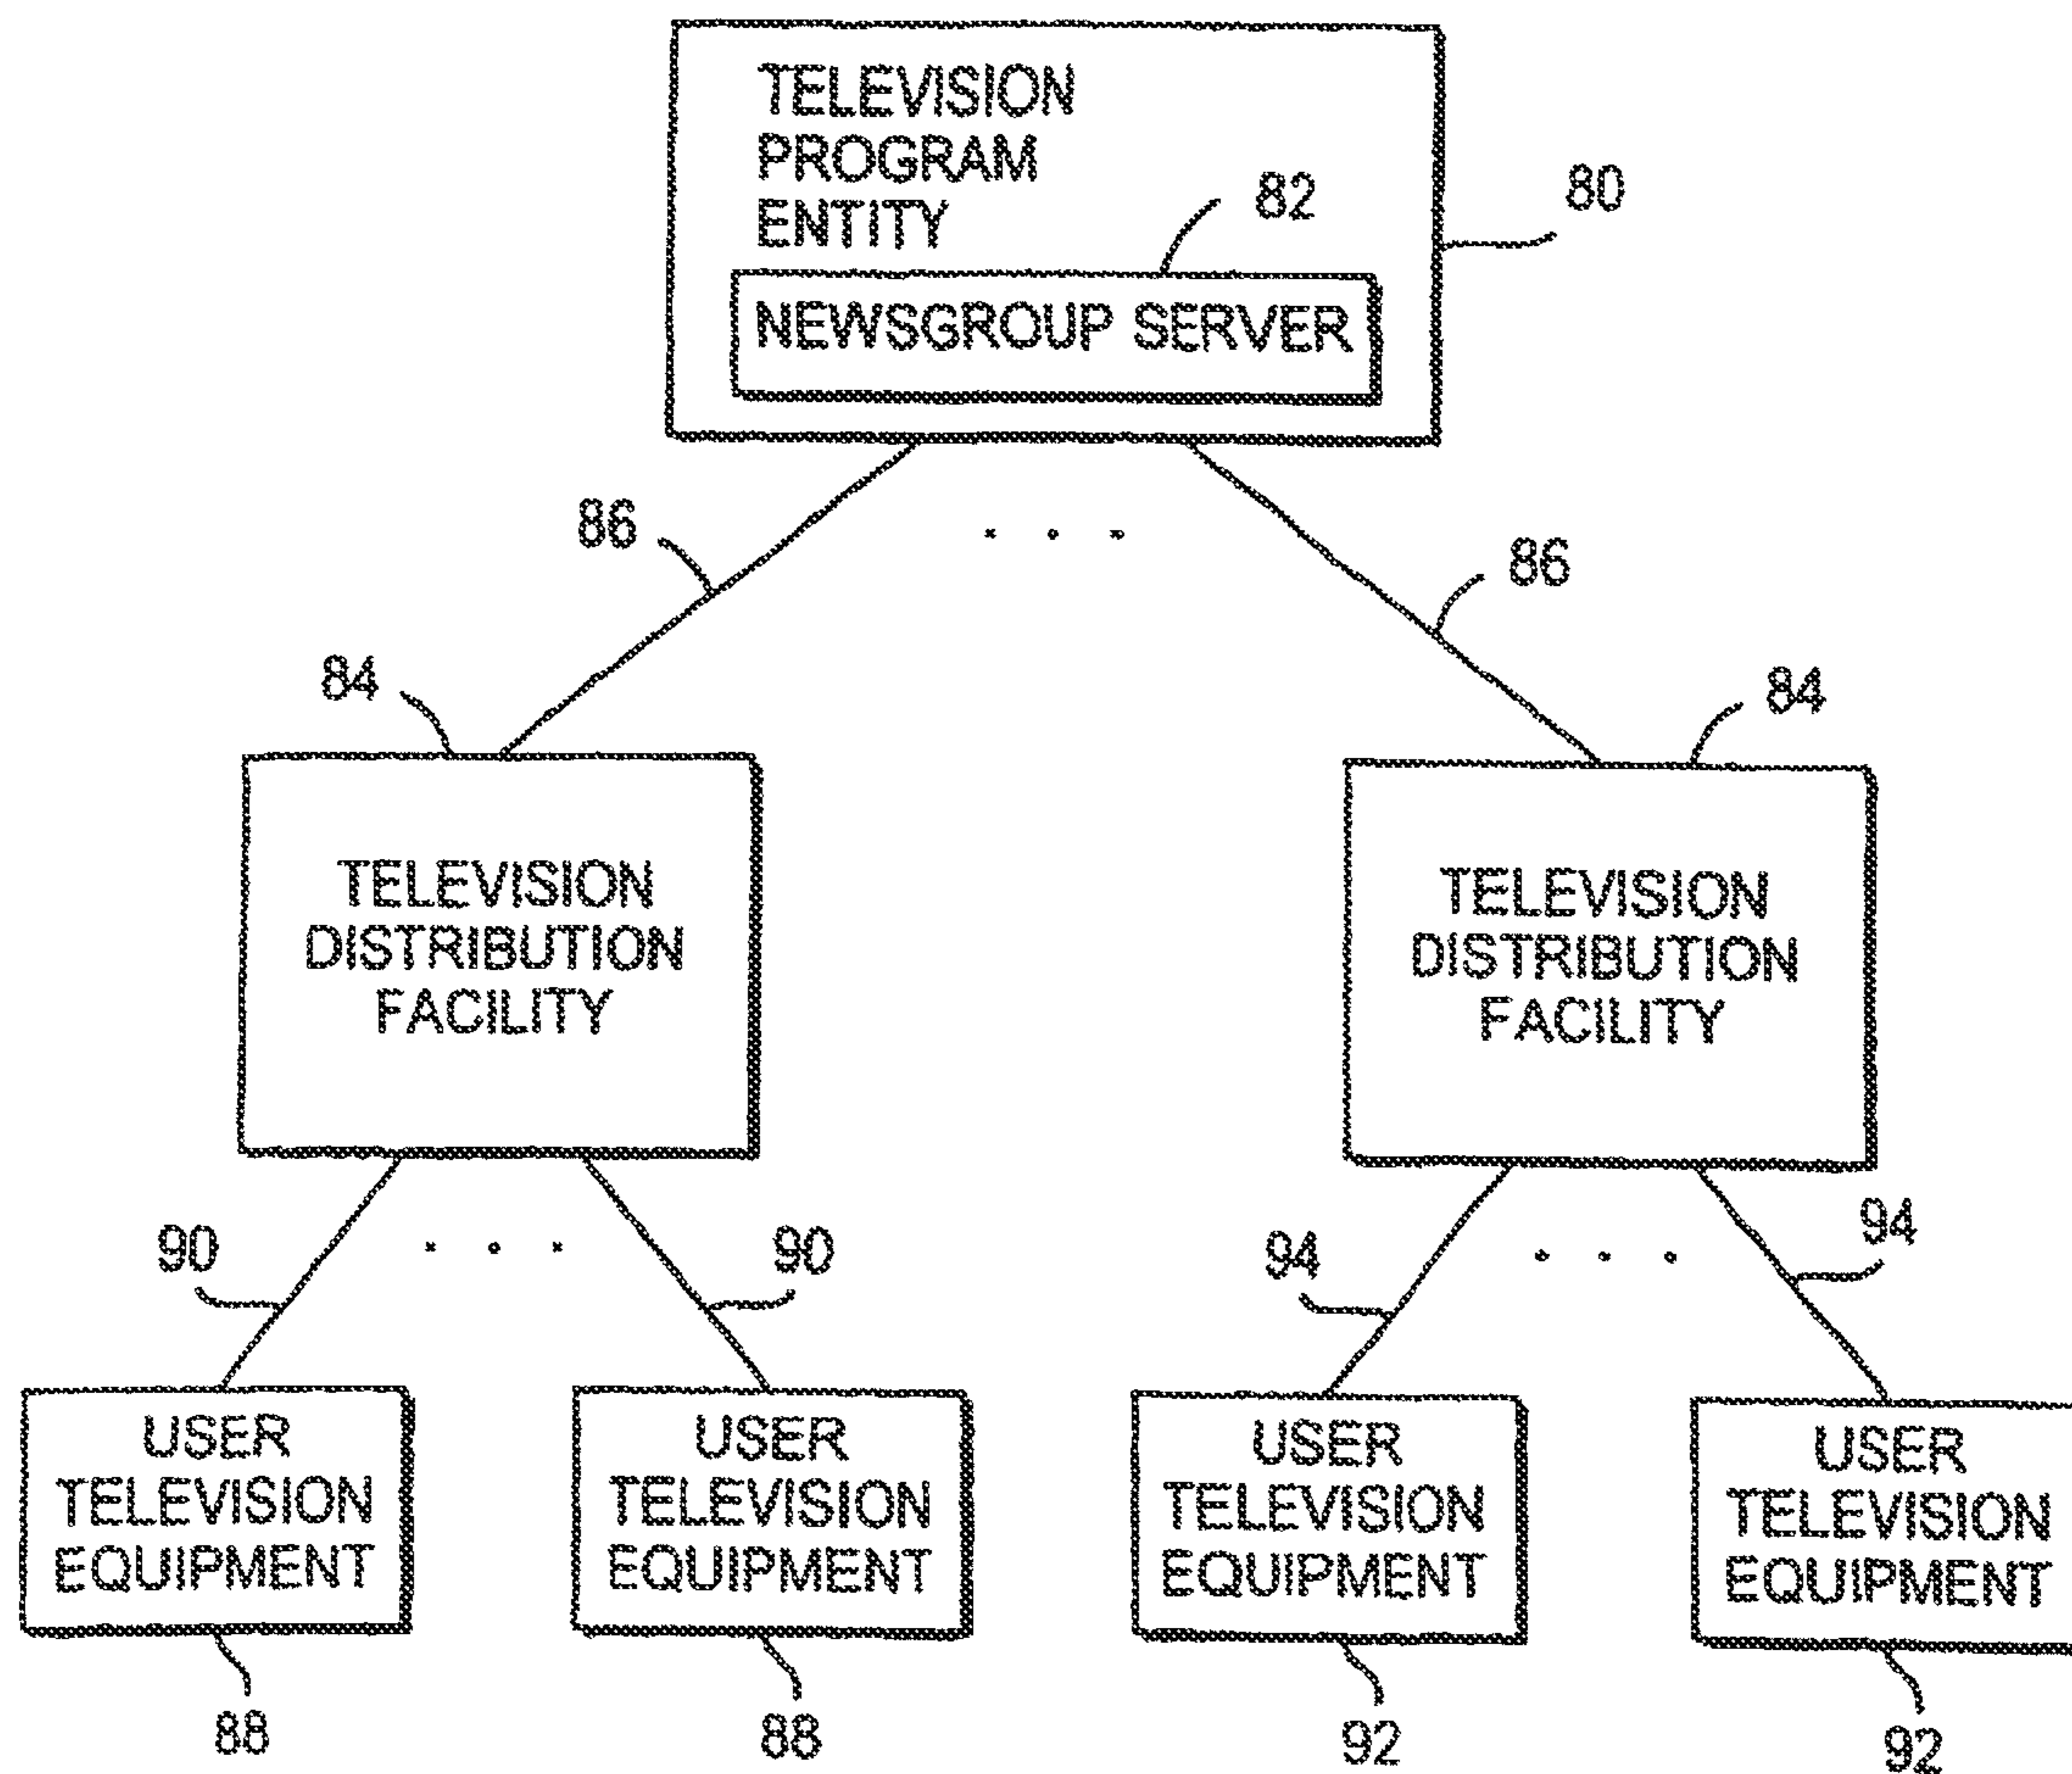 TELEVISION
PROGRAM
ENTITY
82
80
NEWSGROUP SERVER
86
. . .
86
84
84
TELEVISION
DISTRIBUTION
FACILITY
TELEVISION
DISTRIBUTION
FACILITY
90
. . .
90
94
. . .
94
USER
TELEVISION
EQUIPMENT
USER
TELEVISION
EQUIPMENT
USER
TELEVISION
EQUIPMENT
USER
TELEVISION
EQUIPMENT
88
88
92
92